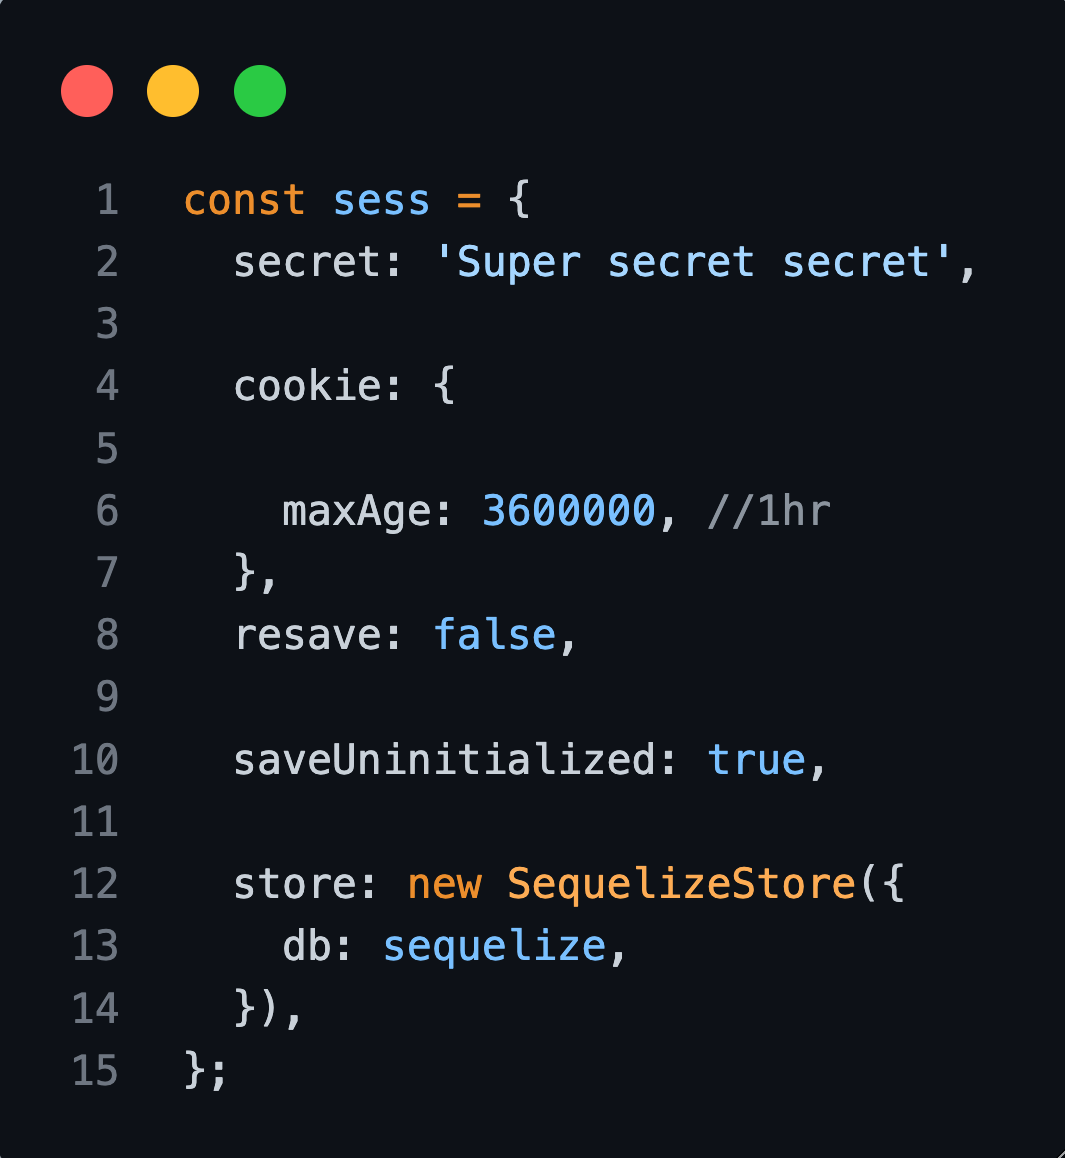 1 const sess = {
2   secret: 'Super secret secret',
3
4   cookie: {
5
6     maxAge: 3600000, //1hr
7   },
8   resave: false,
9
10   saveUninitialized: true,
11
12   store: new SequelizeStore({
13     db: sequelize,
14   }),
15 };